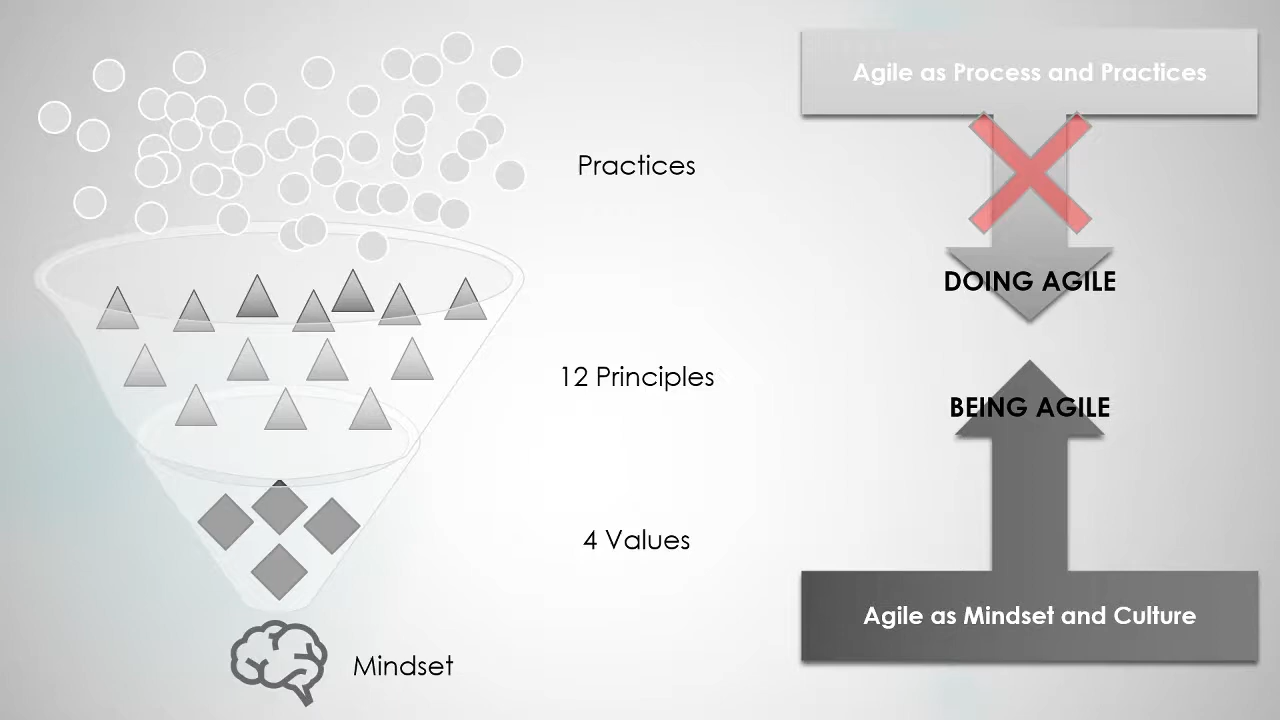 Practices
12 Principles
4 Values
Mindset
Agile as Process and Practices
DOING AGILE
BEING AGILE
Agile as Mindset and Culture